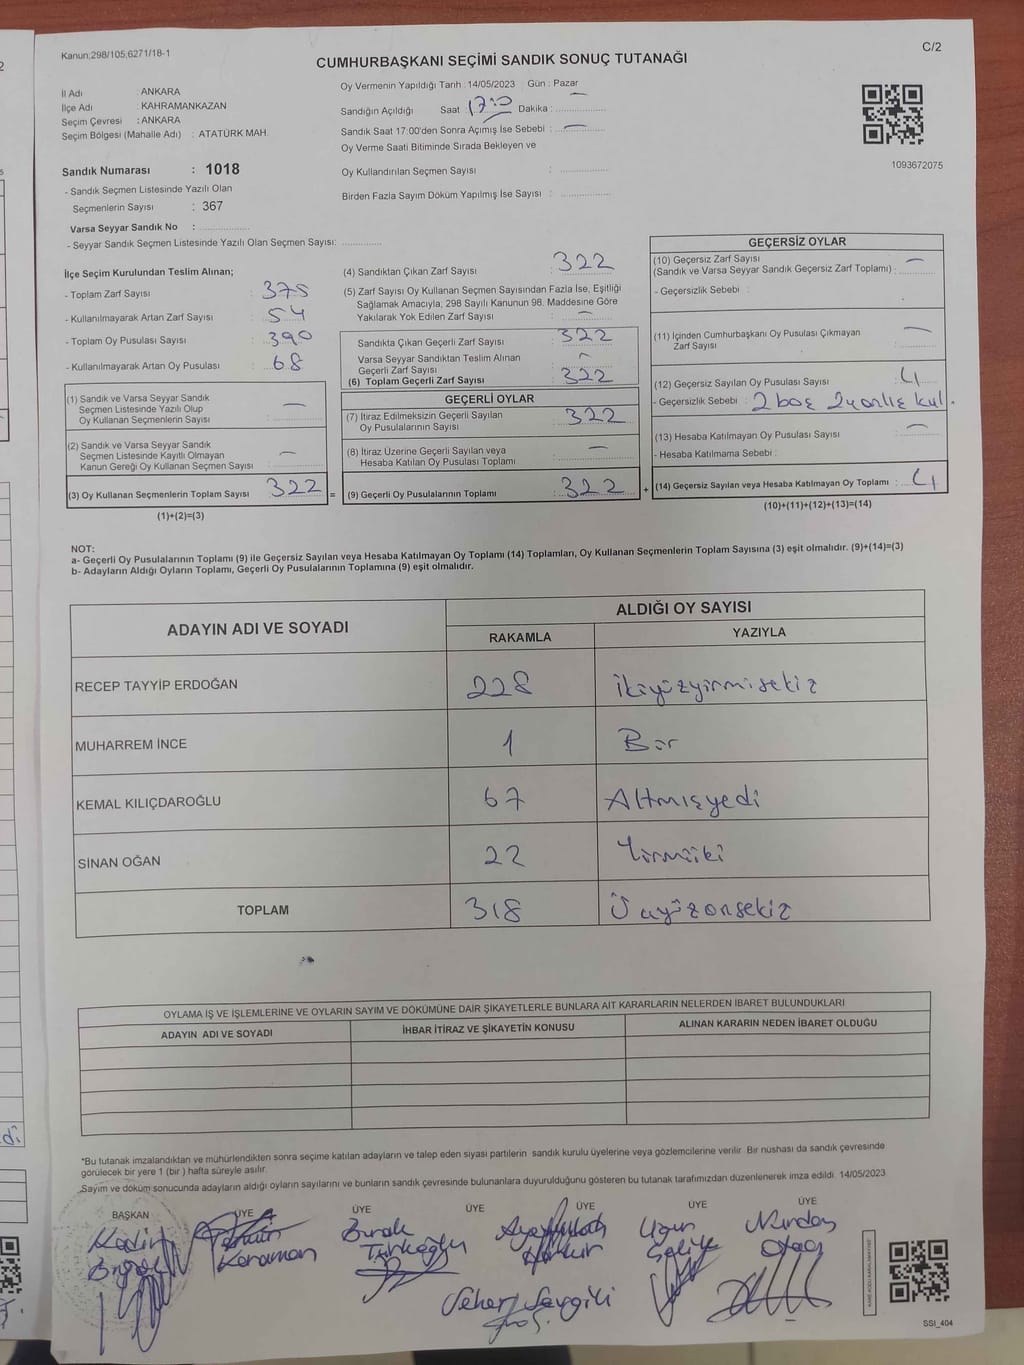 Kanun;298/105;6271/18-1
C/2
CUMHURBAŞKANI SEÇİMİ SANDIK SONUÇ TUTANAĞI
İl Adı : ANKARA
İlçe Adı : KAHRAMANKAZAN
Seçim Çevresi : ANKARA
Seçim Bölgesi (Mahalle Adı) : ATATÜRK MAH.
Sandık Numarası : 1018
- Sandık Seçmen Listesinde Yazılı Olan
Seçmenlerin Sayısı : 367
Varsa Seyyar Sandık No :
- Seyyar Sandık Seçmen Listesinde Yazılı Olan Seçmen Sayısı:
Oy Vermenin Yapıldığı Tarih : 14/05/2023 Gün : Pazar
Sandığın Açıldığı Saat : 17:00 Dakika :
Sandık Saat 17:00'den Sonra Açımış İse Sebebi : —
Oy Verme Saati Bitiminde Sırada Bekleyen ve
Oy Kullandırılan Seçmen Sayısı :
Birden Fazla Sayım Döküm Yapılmış İse Sayısı :
1093672075
İlçe Seçim Kurulundan Teslim Alınan;
- Toplam Zarf Sayısı : 375
- Kullanılmayarak Artan Zarf Sayısı : 54
- Toplam Oy Pusulası Sayısı : 390
- Kullanılmayarak Artan Oy Pusulası : 68
(1) Sandık ve Varsa Seyyar Sandık
Seçmen Listesinde Yazılı Olup
Oy Kullanan Seçmenlerin Sayısı : —
(2) Sandık ve Varsa Seyyar Sandık
Seçmen Listesinde Kayıtlı Olmayan
Kanun Gereği Oy Kullanan Seçmen Sayısı : —
(3) Oy Kullanan Seçmenlerin Toplam Sayısı : 322 =
(1)+(2)=(3)
(4) Sandıktan Çıkan Zarf Sayısı : 322
(5) Zarf Sayısı Oy Kullanan Seçmen Sayısından Fazla İse, Eşitliği
Sağlamak Amacıyla; 298 Sayılı Kanunun 98. Maddesine Göre
Yakılarak Yok Edilen Zarf Sayısı : —
Sandıkta Çıkan Geçerli Zarf Sayısı : 322
Varsa Seyyar Sandıktan Teslim Alınan
Geçerli Zarf Sayısı : —
(6) Toplam Geçerli Zarf Sayısı : 322
GEÇERLİ OYLAR
(7) İtiraz Edilmeksizin Geçerli Sayılan
Oy Pusulalarının Sayısı : 322
(8) İtiraz Üzerine Geçerli Sayılan veya
Hesaba Katılan Oy Pusulası Toplamı : —
(9) Geçerli Oy Pusulalarının Toplamı : 322 +
GEÇERSİZ OYLAR
(10) Geçersiz Zarf Sayısı
(Sandık ve Varsa Seyyar Sandık Geçersiz Zarf Toplamı) : —
- Geçersizlik Sebebi :
(11) İçinden Cumhurbaşkanı Oy Pusulası Çıkmayan
Zarf Sayısı : —
(12) Geçersiz Sayılan Oy Pusulası Sayısı : 4
- Geçersizlik Sebebi : 2 boş 2 yanlış kul.
(13) Hesaba Katılmayan Oy Pusulası Sayısı : —
- Hesaba Katılmama Sebebi :
(14) Geçersiz Sayılan veya Hesaba Katılmayan Oy Toplamı : 4
(10)+(11)+(12)+(13)=(14)
NOT:
a- Geçerli Oy Pusulalarının Toplamı (9) ile Geçersiz Sayılan veya Hesaba Katılmayan Oy Toplamı (14) Toplamları, Oy Kullanan Seçmenlerin Toplam Sayısına (3) eşit olmalıdır. (9)+(14)=(3)
b- Adayların Aldığı Oyların Toplamı, Geçerli Oy Pusulalarının Toplamına (9) eşit olmalıdır.
ADAYIN ADI VE SOYADI ALDIĞI OY SAYISI
RAKAMLA YAZIYLA
RECEP TAYYİP ERDOĞAN 228 ikiyüzyirmisekiz
MUHARREM İNCE 1 Bir
KEMAL KILIÇDAROĞLU 67 Altmışyedi
SİNAN OĞAN 22 Yirmiiki
TOPLAM 318 Üçyüzonsekiz
OYLAMA İŞ VE İŞLEMLERİNE VE OYLARIN SAYIM VE DÖKÜMÜNE DAİR ŞİKAYETLERLE BUNLARA AİT KARARLARIN NELERDEN İBARET BULUNDUKLARI
ADAYIN ADI VE SOYADI İHBAR İTİRAZ VE ŞİKAYETİN KONUSU ALINAN KARARIN NEDEN İBARET OLDUĞU
*Bu tutanak imzalandıktan ve mühürlendikten sonra seçime katılan adayların ve talep eden siyasi partilerin sandık kurulu üyelerine veya gözlemcilerine verilir. Bir nüshası da sandık çevresinde
görülecek bir yere 1 (bir ) hafta süreyle asılır.
Sayım ve döküm sonucunda adayların aldığı oyların sayılarını ve bunların sandık çevresinde bulunanlara duyurulduğunu gösteren bu tutanak tarafımızdan düzenlenerek imza edildi. 14/05/2023
BAŞKAN ÜYE ÜYE ÜYE ÜYE ÜYE
Kadir
Karaman
Burak
Türkoğlu
Uğur
Nurdan
Seher Sevgili
SSİ_404